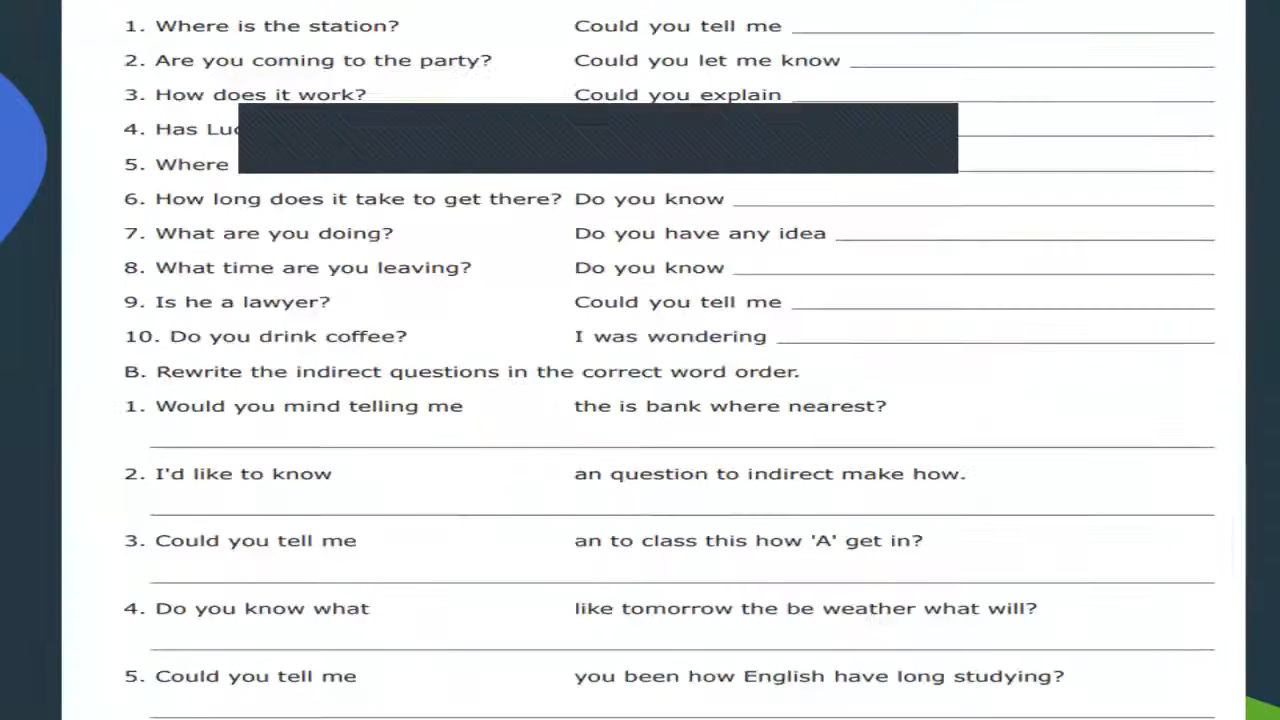 1. Where is the station? Could you tell me
2. Are you coming to the party? Could you let me know
3. How does it work? Could you explain
4. Has
5. Where
6. How long does it take to get there? Do you know
7. What are you doing? Do you have any idea
8. What time are you leaving? Do you know
9. Is he a lawyer? Could you tell me
10. Do you drink coffee? I was wondering
B. Rewrite the indirect questions in the correct word order.
1. Would you mind telling me the is bank where nearest?
2. I'd like to know an question to indirect make how.
3. Could you tell me an to class this how 'A' get in?
4. Do you know what like tomorrow the be weather what will?
5. Could you tell me you been how English have long studying?